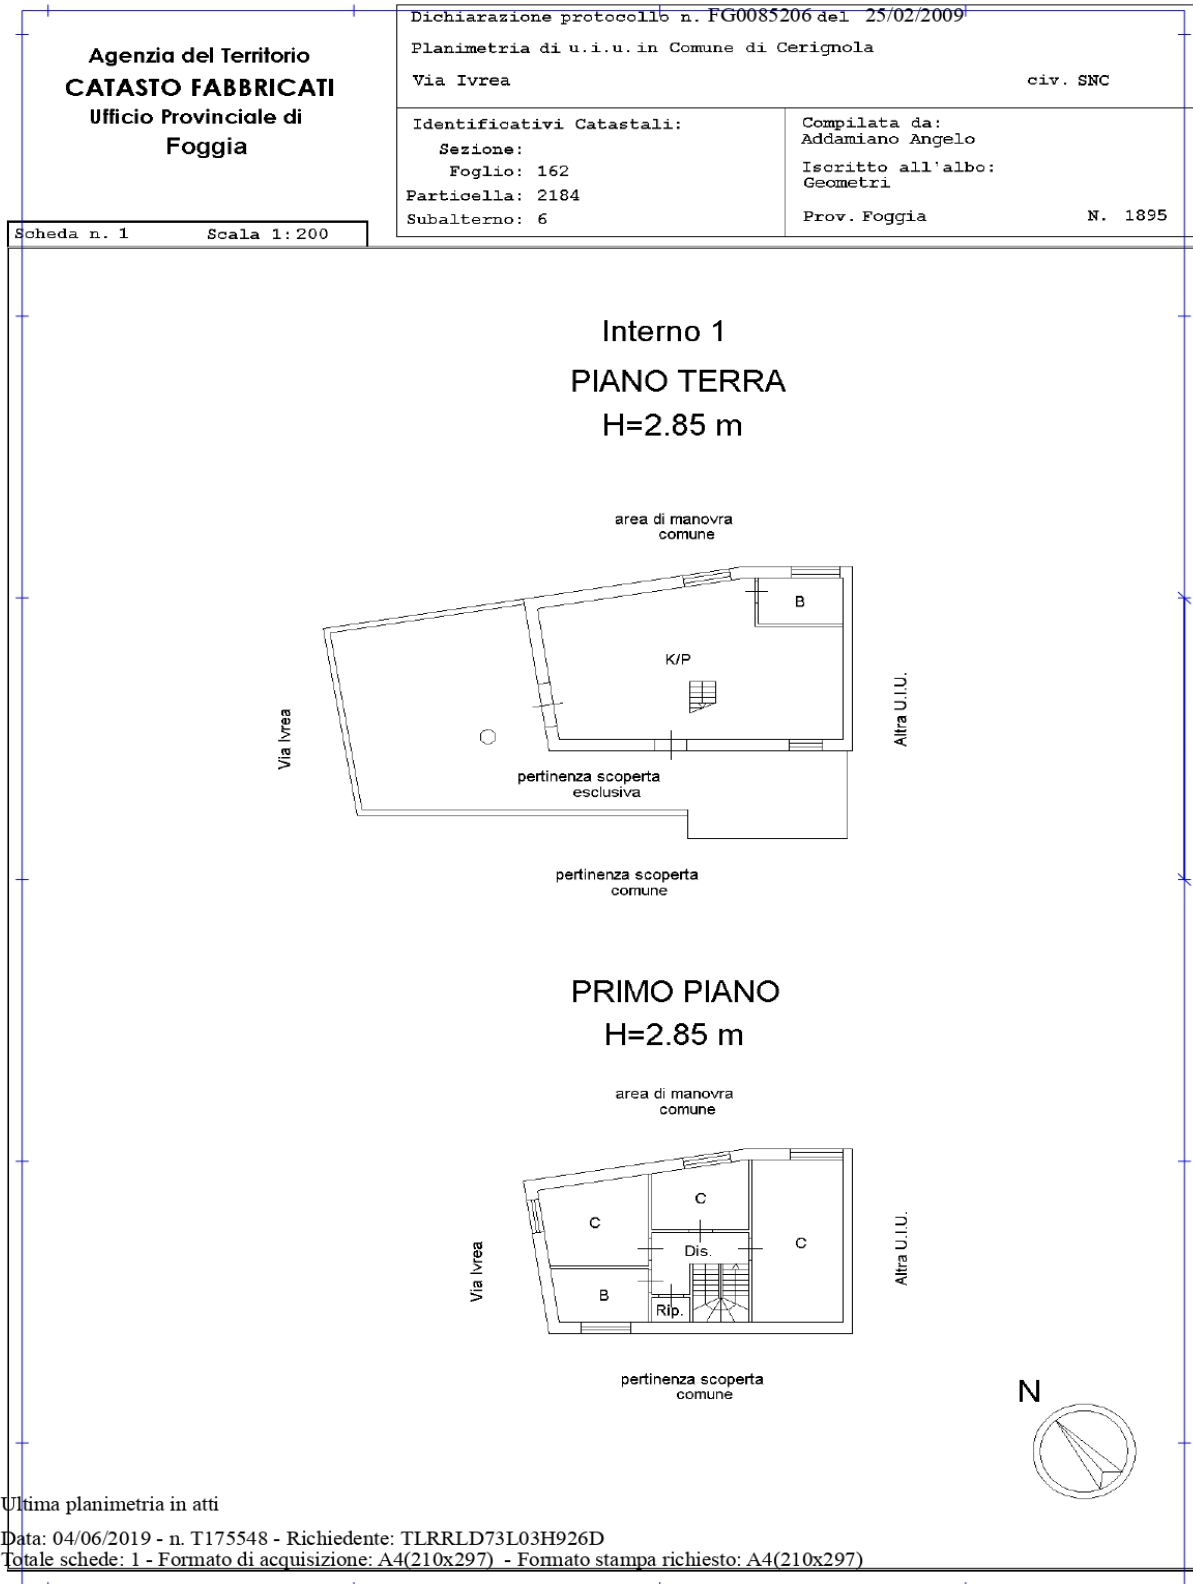 Agenzia del Territorio
CATASTO FABBRICATI
Ufficio Provinciale di
Foggia
Dichiarazione protocollo n. FG0085206 del 25/02/2009
Planimetria di u.i.u. in Comune di Cerignola
Via Ivrea civ. SNC
Identificativi Catastali:
Sezione:
Foglio: 162
Particella: 2184
Subalterno: 6
Compilata da:
Addamiano Angelo
Iscritto all'albo:
Geometri
Prov. Foggia N. 1895
Scheda n. 1 Scala 1:200
Interno 1
PIANO TERRA
H=2.85 m
area di manovra
comune
B
K/P
Via Ivrea
Altra U.I.U.
pertinenza scoperta
esclusiva
pertinenza scoperta
comune
PRIMO PIANO
H=2.85 m
area di manovra
comune
C
C
C
Dis.
B
Rip.
Via Ivrea
Altra U.I.U.
pertinenza scoperta
comune
N
Ultima planimetria in atti
Data: 04/06/2019 - n. T175548 - Richiedente: TLRRLD73L03H926D
Totale schede: 1 - Formato di acquisizione: A4(210x297) - Formato stampa richiesto: A4(210x297)